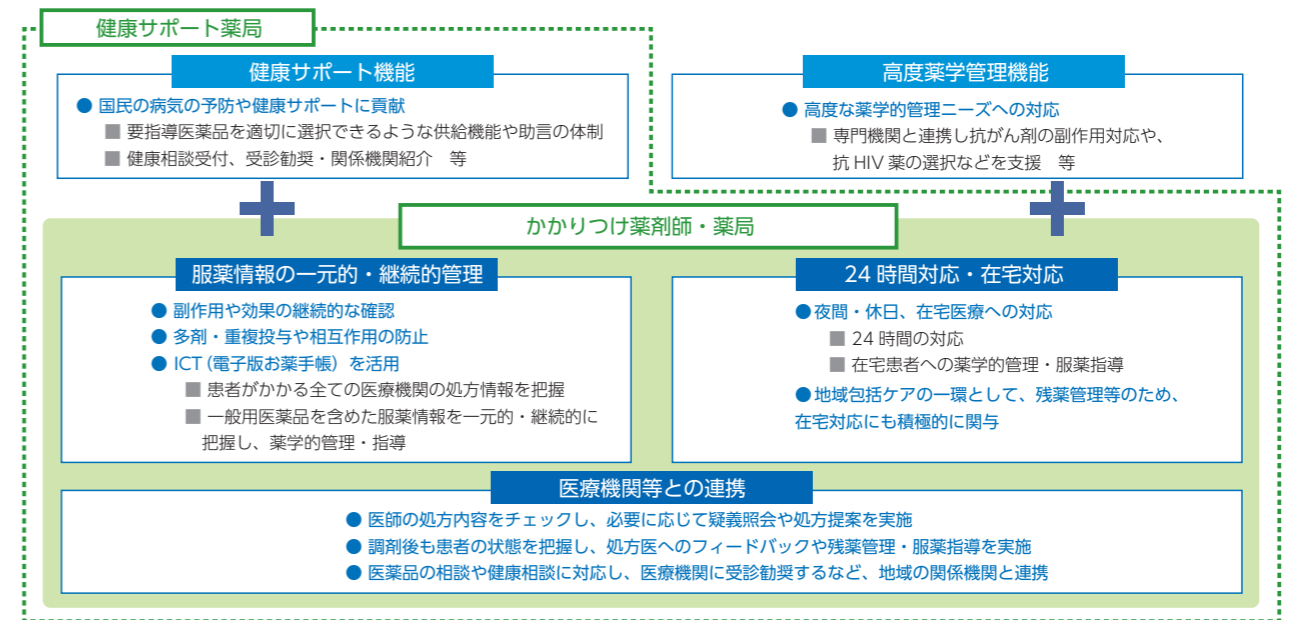 健康サポート薬局
健康サポート機能
● 国民の病気の予防や健康サポートに貢献
■ 要指導医薬品を適切に選択できるような供給機能や助言の体制
■ 健康相談受付、受診勧奨・関係機関紹介　等
高度薬学管理機能
● 高度な薬学的管理ニーズへの対応
■ 専門機関と連携し抗がん剤の副作用対応や、
抗 HIV 薬の選択などを支援　等
かかりつけ薬剤師・薬局
服薬情報の一元的・継続的管理
● 副作用や効果の継続的な確認
● 多剤・重複投与や相互作用の防止
● ICT (電子版お薬手帳) を活用
■ 患者がかかる全ての医療機関の処方情報を把握
■ 一般用医薬品を含めた服薬情報を一元的・継続的に
把握し、薬学的管理・指導
24 時間対応・在宅対応
● 夜間・休日、在宅医療への対応
■ 24 時間の対応
■ 在宅患者への薬学的管理・服薬指導
● 地域包括ケアの一環として、残薬管理等のため、
在宅対応にも積極的に関与
医療機関等との連携
● 医師の処方内容をチェックし、必要に応じて疑義照会や処方提案を実施
● 調剤後も患者の状態を把握し、処方医へのフィードバックや残薬管理・服薬指導を実施
● 医薬品の相談や健康相談に対応し、医療機関に受診勧奨するなど、地域の関係機関と連携